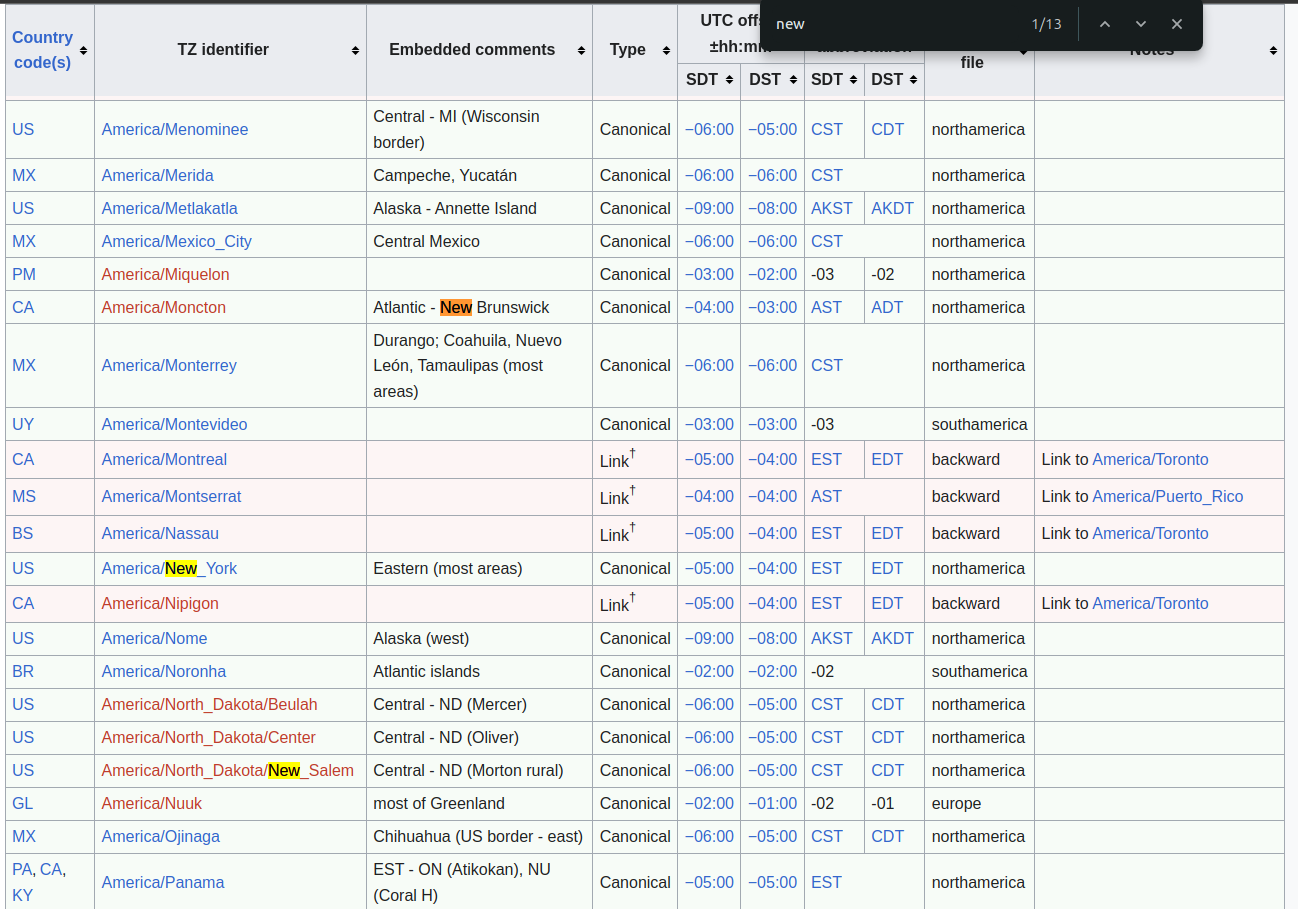 new 1/13
Country code(s) TZ identifier Embedded comments Type UTC off ±hh:mm file Notes
SDT DST SDT DST
US America/Menominee Central - MI (Wisconsin border) Canonical −06:00 −05:00 CST CDT northamerica
MX America/Merida Campeche, Yucatán Canonical −06:00 −06:00 CST northamerica
US America/Metlakatla Alaska - Annette Island Canonical −09:00 −08:00 AKST AKDT northamerica
MX America/Mexico_City Central Mexico Canonical −06:00 −06:00 CST northamerica
PM America/Miquelon Canonical −03:00 −02:00 -03 -02 northamerica
CA America/Moncton Atlantic - New Brunswick Canonical −04:00 −03:00 AST ADT northamerica
MX America/Monterrey Durango; Coahuila, Nuevo León, Tamaulipas (most areas) Canonical −06:00 −06:00 CST northamerica
UY America/Montevideo Canonical −03:00 −03:00 -03 southamerica
CA America/Montreal Link† −05:00 −04:00 EST EDT backward Link to America/Toronto
MS America/Montserrat Link† −04:00 −04:00 AST backward Link to America/Puerto_Rico
BS America/Nassau Link† −05:00 −04:00 EST EDT backward Link to America/Toronto
US America/New_York Eastern (most areas) Canonical −05:00 −04:00 EST EDT northamerica
CA America/Nipigon Link† −05:00 −04:00 EST EDT backward Link to America/Toronto
US America/Nome Alaska (west) Canonical −09:00 −08:00 AKST AKDT northamerica
BR America/Noronha Atlantic islands Canonical −02:00 −02:00 -02 southamerica
US America/North_Dakota/Beulah Central - ND (Mercer) Canonical −06:00 −05:00 CST CDT northamerica
US America/North_Dakota/Center Central - ND (Oliver) Canonical −06:00 −05:00 CST CDT northamerica
US America/North_Dakota/New_Salem Central - ND (Morton rural) Canonical −06:00 −05:00 CST CDT northamerica
GL America/Nuuk most of Greenland Canonical −02:00 −01:00 -02 -01 europe
MX America/Ojinaga Chihuahua (US border - east) Canonical −06:00 −05:00 CST CDT northamerica
PA, CA, KY America/Panama EST - ON (Atikokan), NU (Coral H) Canonical −05:00 −05:00 EST northamerica